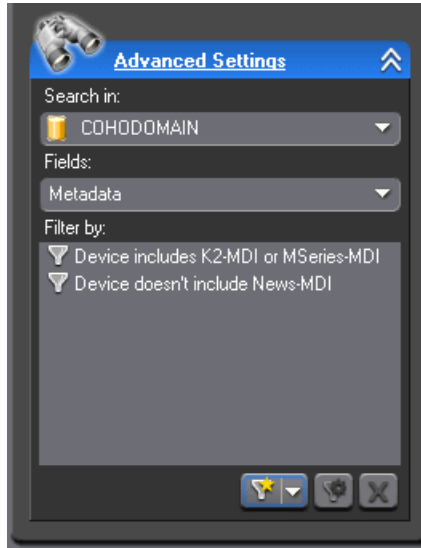 Advanced Settings
Search in:
COHODOMAIN
Fields:
Metadata
Filter by:
Device includes K2-MDI or MSeries-MDI
Device doesn't include News-MDI